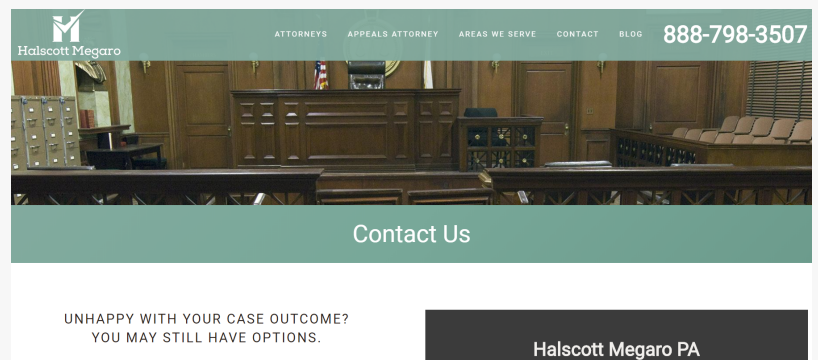 Halscott Megaro
ATTORNEYS APPEALS ATTORNEY AREAS WE SERVE CONTACT BLOG 888-798-3507
Contact Us
UNHAPPY WITH YOUR CASE OUTCOME?
YOU MAY STILL HAVE OPTIONS.
Halscott Megaro PA